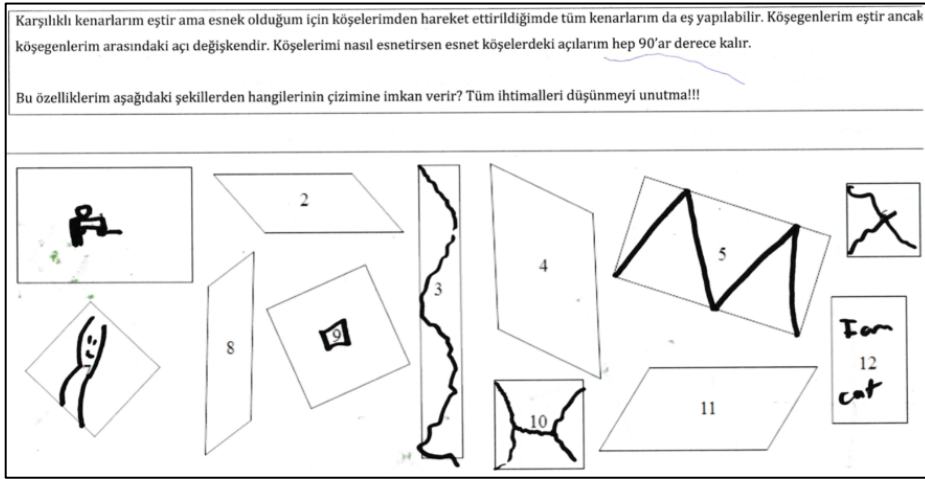 Karşılıklı kenarlarım eştir ama esnek olduğum için köşelerimden hareket ettirildiğimde tüm kenarlarım da eş yapılabilir. Köşegenlerim eştir ancak
köşegenlerim arasındaki açı değişkendir. Köşelerimi nasıl esnetirsen esnet köşelerdeki açılarım hep 90'ar derece kalır.
Bu özelliklerim aşağıdaki şekillerden hangilerinin çizimine imkan verir? Tüm ihtimalleri düşünmeyi unutma!!!
2
3
4
5
8
9
10
11
I am
12
cat